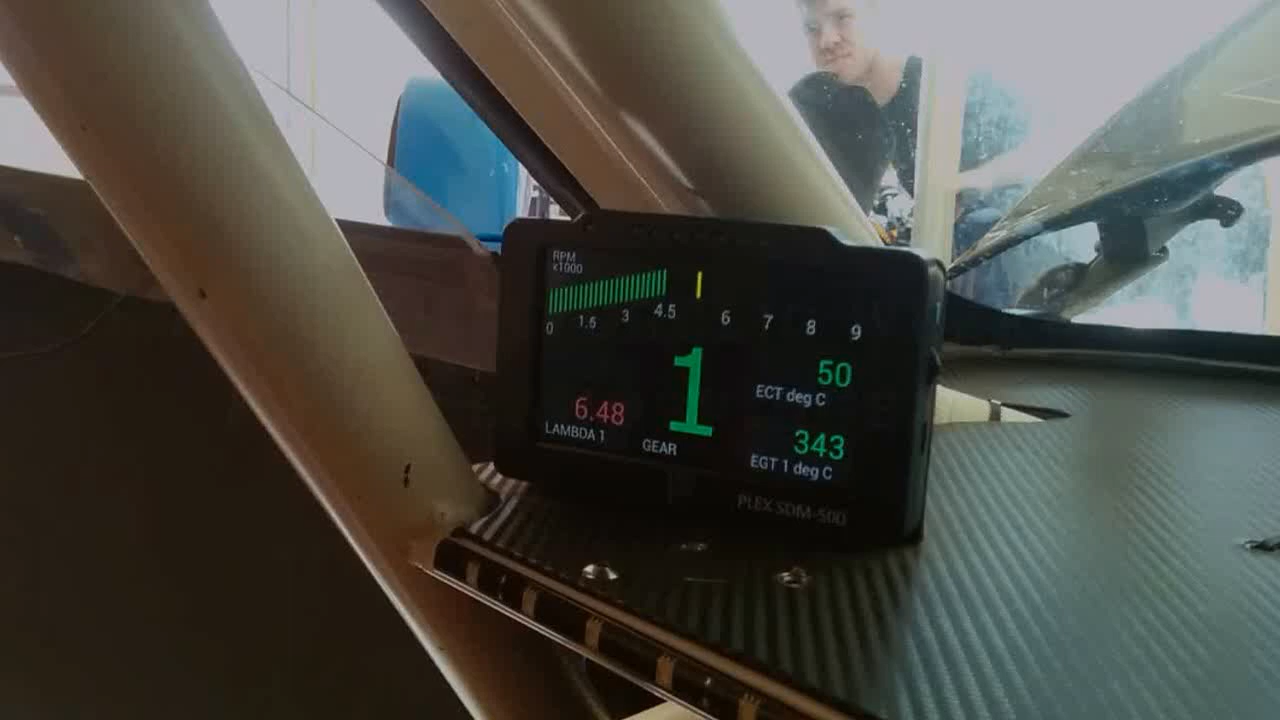 RPM
x1000
0 1.5 3 4.5 6 7 8 9
1
GEAR
6.48
LAMBDA 1
50
ECT deg C
343
EGT 1 deg C
PLEX SDM-500